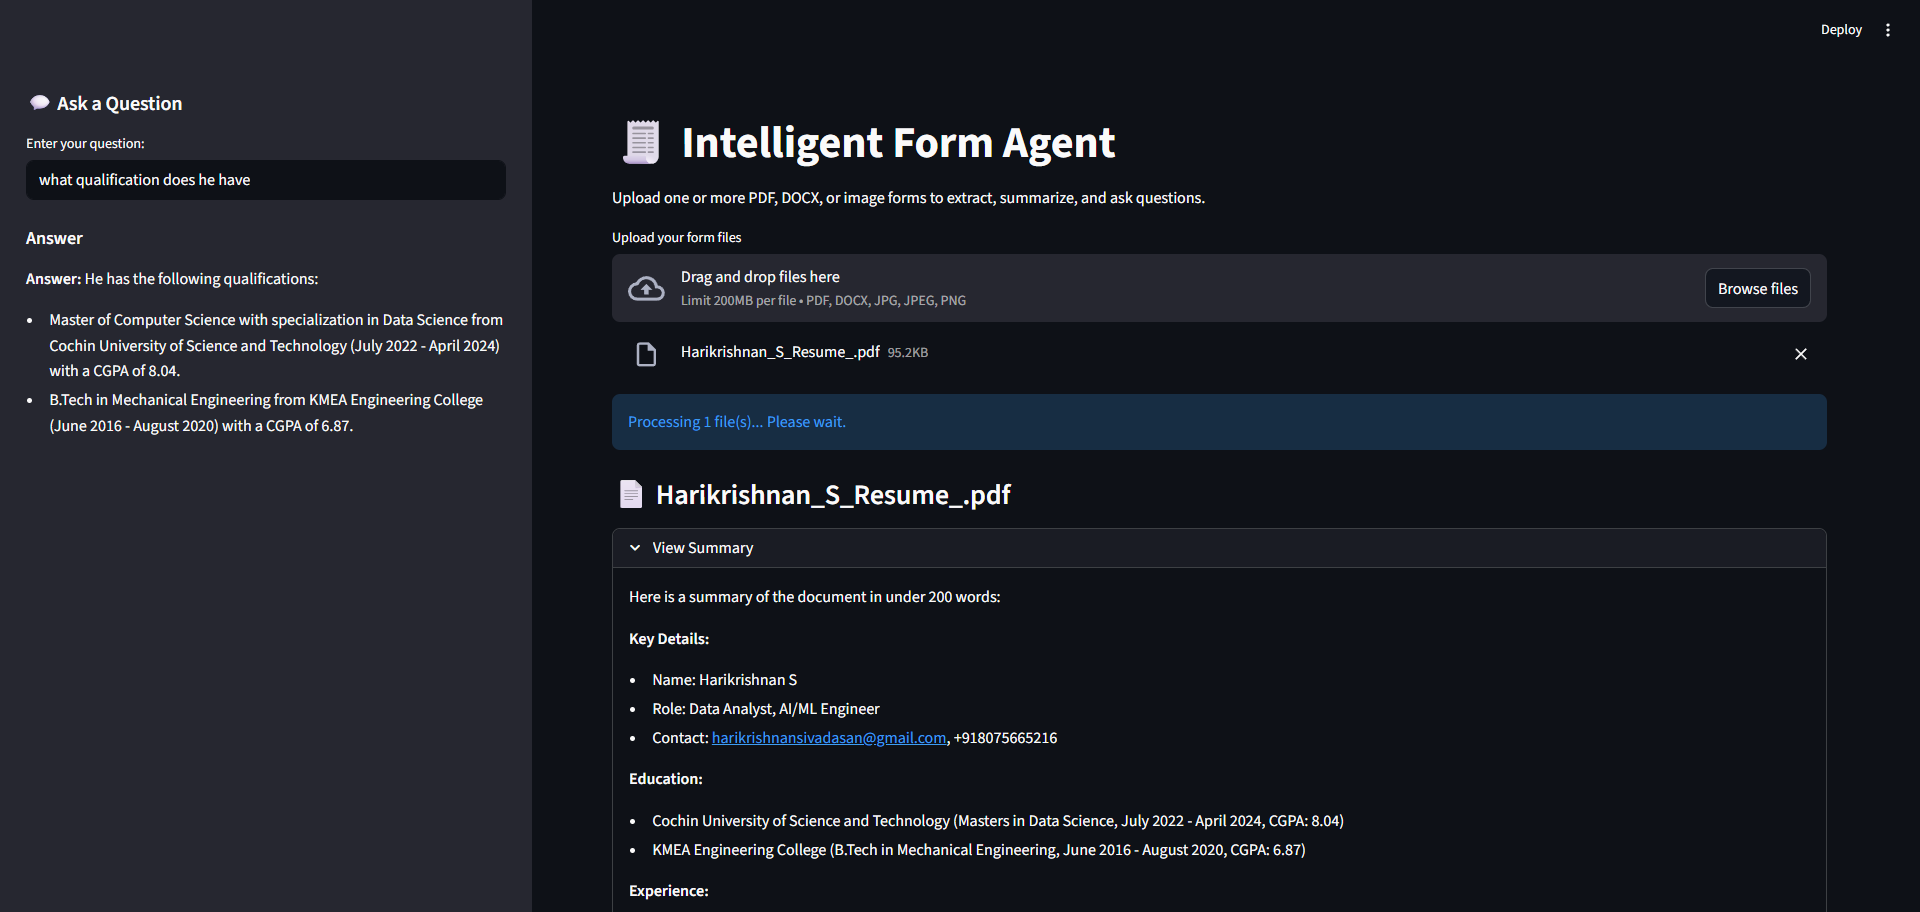 Deploy
Ask a Question
Enter your question:
what qualification does he have
Answer
Answer: He has the following qualifications:
• Master of Computer Science with specialization in Data Science from
Cochin University of Science and Technology (July 2022 - April 2024)
with a CGPA of 8.04.
• B.Tech in Mechanical Engineering from KMEA Engineering College
(June 2016 - August 2020) with a CGPA of 6.87.
Intelligent Form Agent
Upload one or more PDF, DOCX, or image forms to extract, summarize, and ask questions.
Upload your form files
Drag and drop files here
Limit 200MB per file • PDF, DOCX, JPG, JPEG, PNG
Browse files
Harikrishnan_S_Resume_.pdf 95.2KB
Processing 1 file(s)... Please wait.
Harikrishnan_S_Resume_.pdf
View Summary
Here is a summary of the document in under 200 words:
Key Details:
• Name: Harikrishnan S
• Role: Data Analyst, AI/ML Engineer
• Contact: harikrishnansivadasan@gmail.com, +918075665216
Education:
• Cochin University of Science and Technology (Masters in Data Science, July 2022 - April 2024, CGPA: 8.04)
• KMEA Engineering College (B.Tech in Mechanical Engineering, June 2016 - August 2020, CGPA: 6.87)
Experience: